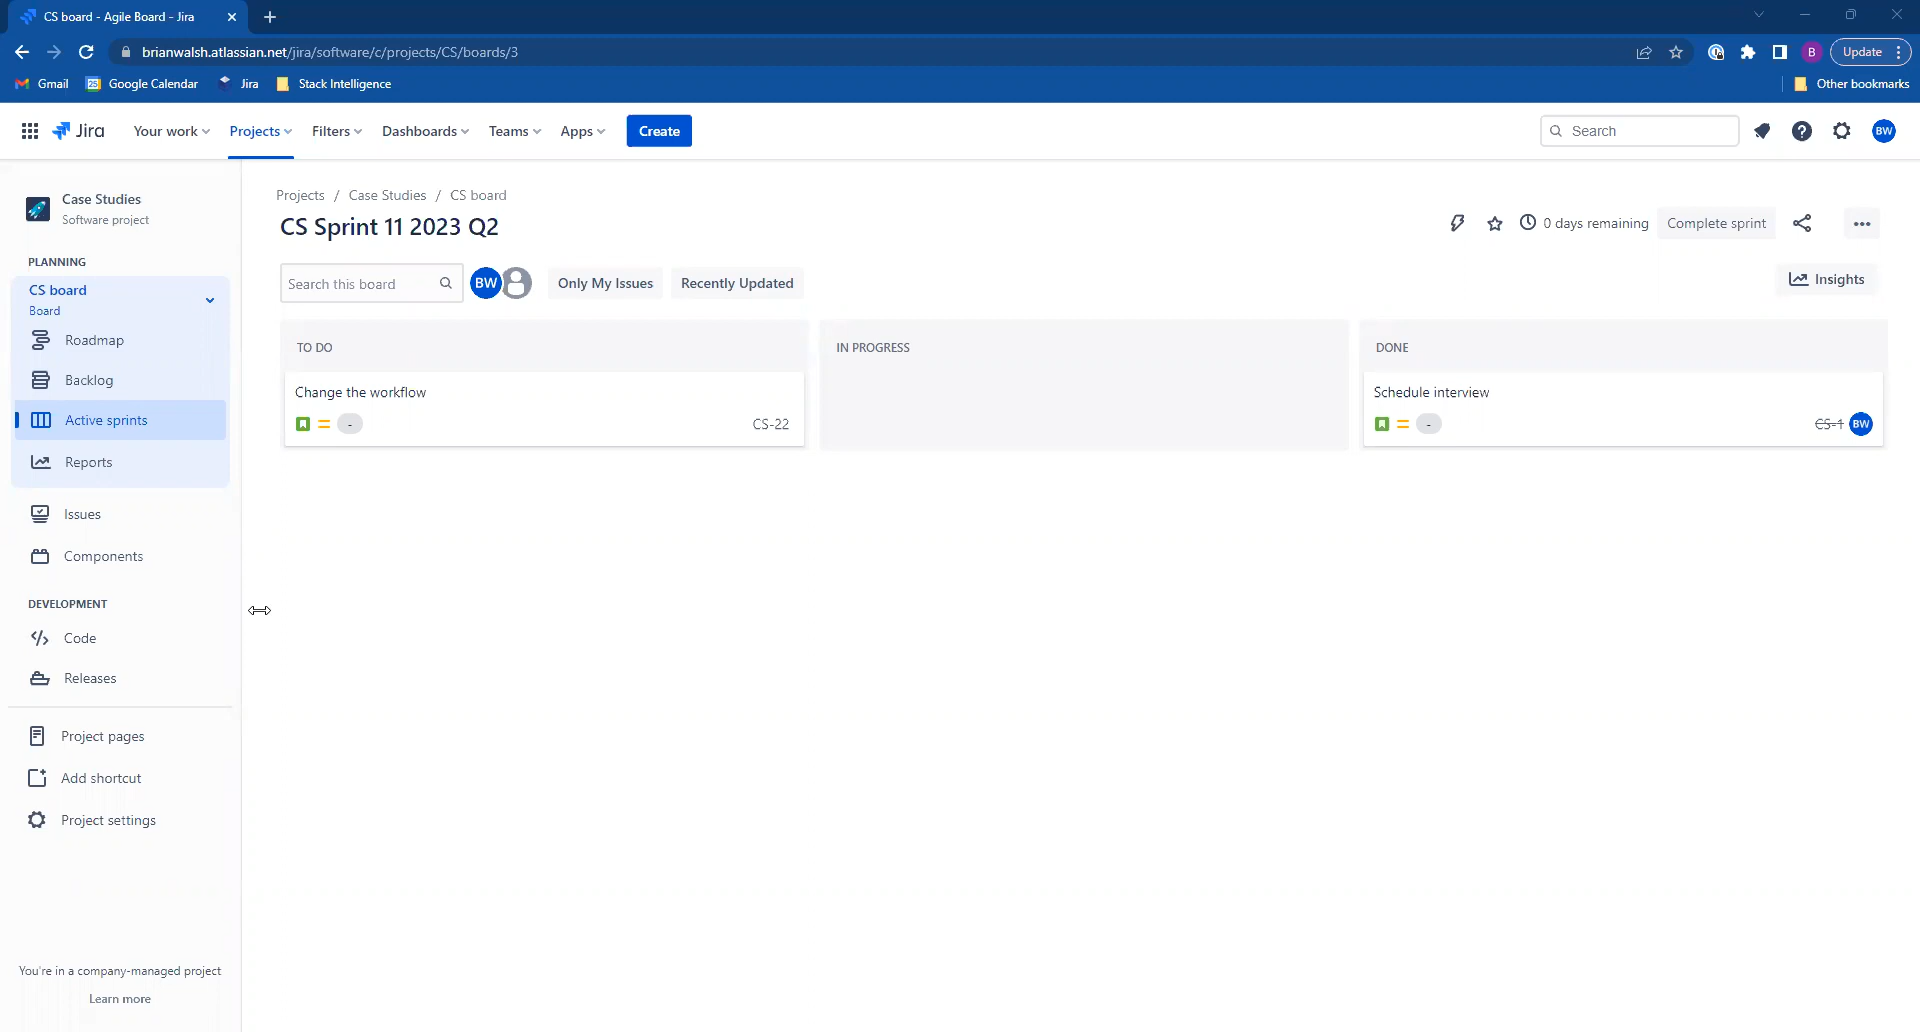 CS board - Agile Board - Jira
brianwalsh.atlassian.net/jira/software/c/projects/CS/boards/3
Update
B
Gmail
Google Calendar
Jira
Stack Intelligence
Other bookmarks
Jira
Your work
Projects
Filters
Dashboards
Teams
Apps
Create
Search
BW
Case Studies
Software project
PLANNING
CS board
Board
Roadmap
Backlog
Active sprints
Reports
Issues
Components
DEVELOPMENT
Code
Releases
Project pages
Add shortcut
Project settings
You're in a company-managed project
Learn more
Projects / Case Studies / CS board
CS Sprint 11 2023 Q2
0 days remaining
Complete sprint
Search this board
BW
Only My Issues
Recently Updated
Insights
TO DO
Change the workflow
-
CS-22
IN PROGRESS
DONE
Schedule interview
-
CS-1
BW